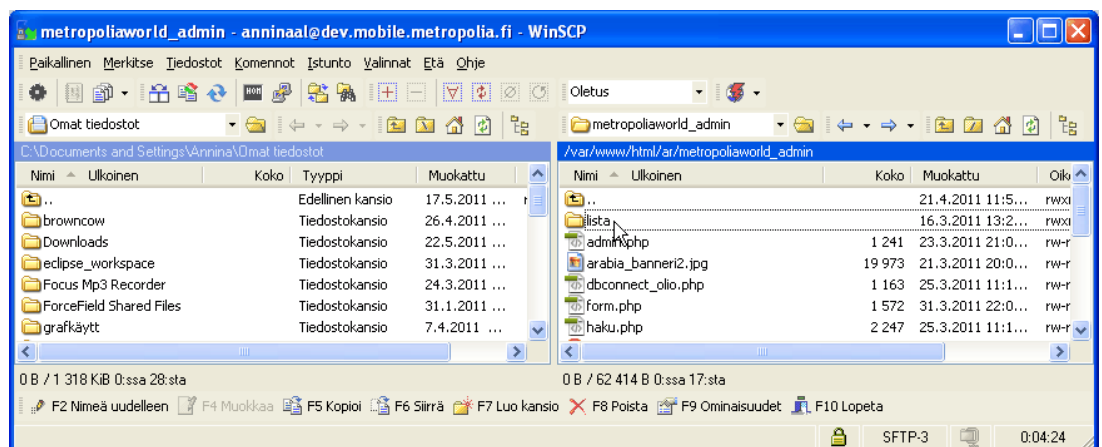 metropoliaworld_admin - anninaal@dev.mobile.metropolia.fi - WinSCP
Paikallinen Merkitse Tiedostot Komennot Istunto Valinnat Etä Ohje
Oletus
Omat tiedostot
metropoliaworld_admin
C:\Documents and Settings\Annina\Omat tiedostot
/var/www/html/ar/metropoliaworld_admin
Nimi Ulkoinen Koko Tyyppi Muokattu
.. Edellinen kansio 17.5.2011 ...
browncow Tiedostokansio 26.4.2011 ...
Downloads Tiedostokansio 22.5.2011 ...
eclipse_workspace Tiedostokansio 31.3.2011 ...
Focus Mp3 Recorder Tiedostokansio 24.3.2011 ...
ForceField Shared Files Tiedostokansio 31.1.2011 ...
grafkäytt Tiedostokansio 7.4.2011 ...
Nimi Ulkoinen Koko Muokattu Oike
.. 21.4.2011 11:5... rwx
lista 16.3.2011 13:2... rwx
admin.php 1 241 23.3.2011 21:0... rw-r
arabia_banneri2.jpg 19 973 21.3.2011 20:0... rw-r
dbconnect_olio.php 1 163 25.3.2011 11:1... rw-r
form.php 1 572 31.3.2011 22:0... rw-r
haku.php 2 247 25.3.2011 11:1... rw-r
0 B / 1 318 KiB 0:ssa 28:sta
0 B / 62 414 B 0:ssa 17:sta
F2 Nimeä uudelleen F4 Muokkaa F5 Kopioi F6 Siirrä F7 Luo kansio F8 Poista F9 Ominaisuudet F10 Lopeta
SFTP-3 0:04:24